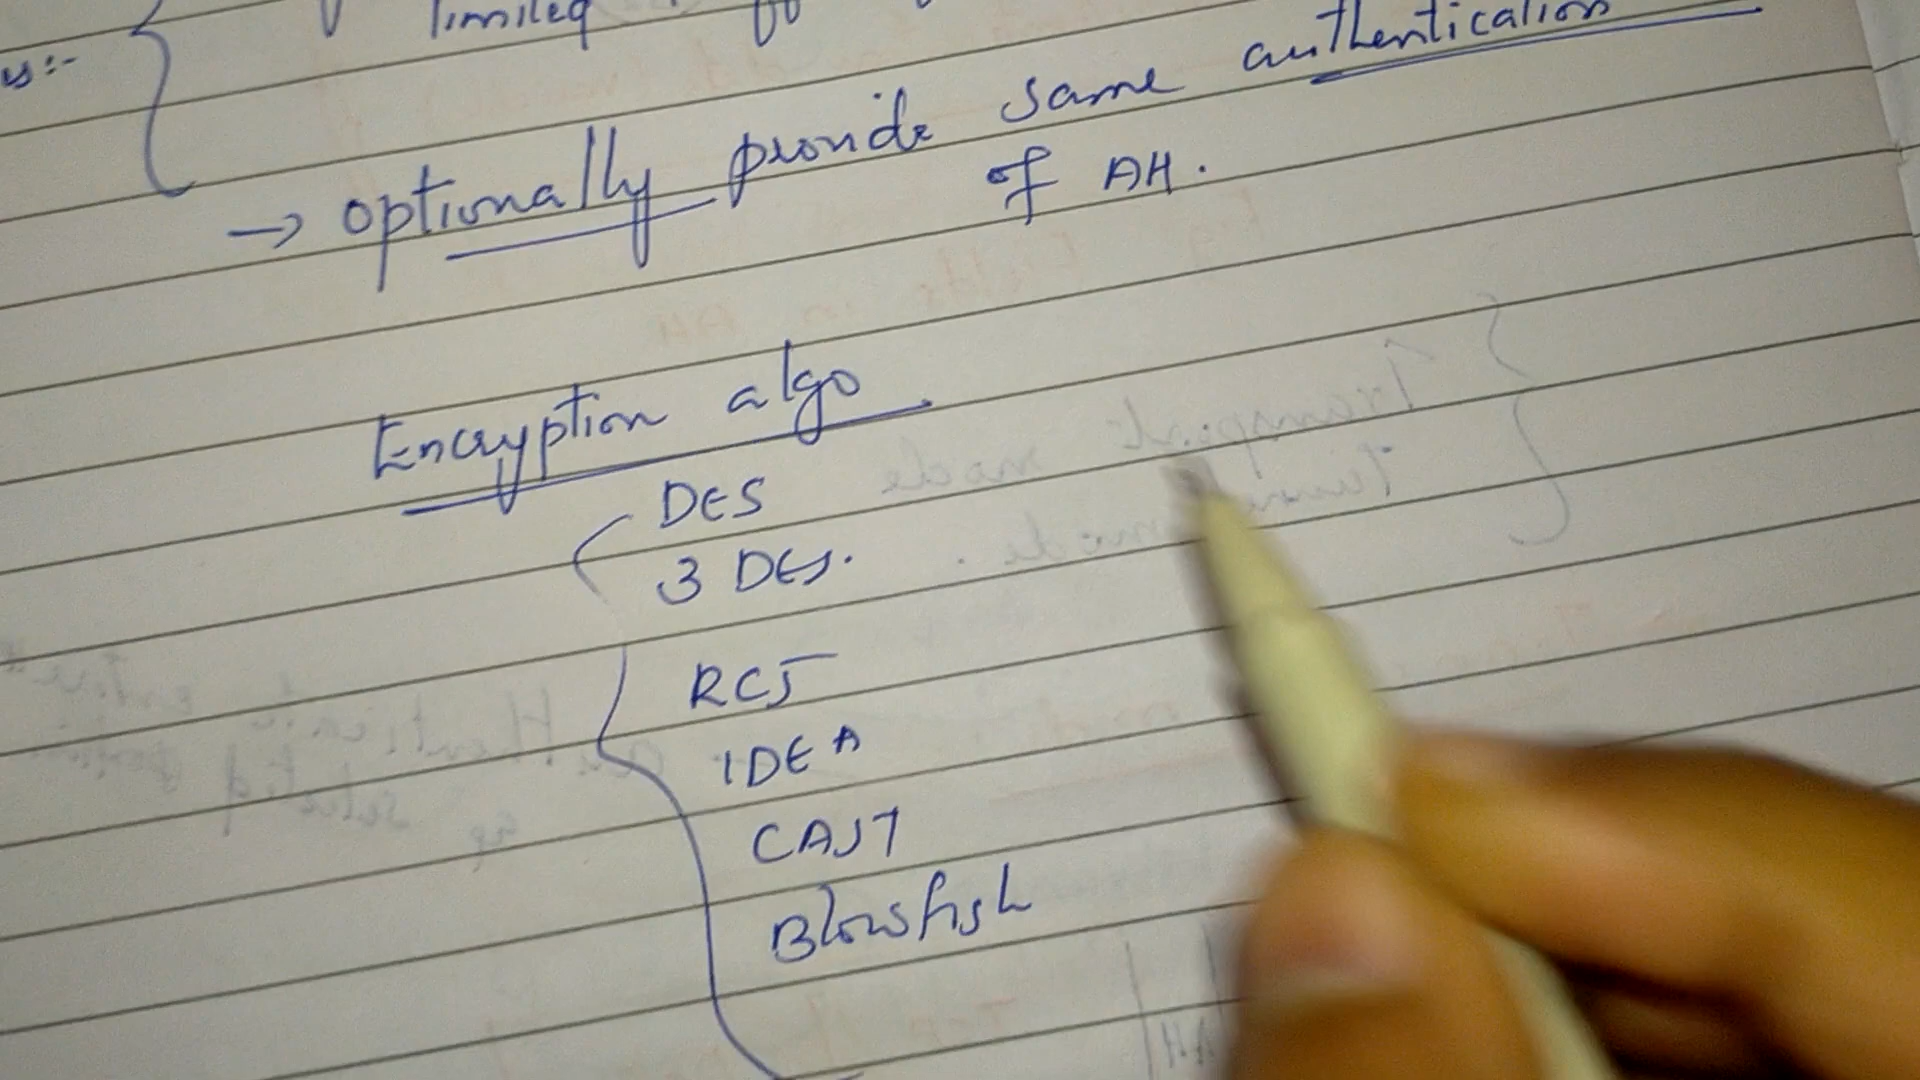 limited
→ optionally provide same authentication
of AH.
Encryption algo
DES
3 DES.
RC5
IDEA
CAST
Blowfish